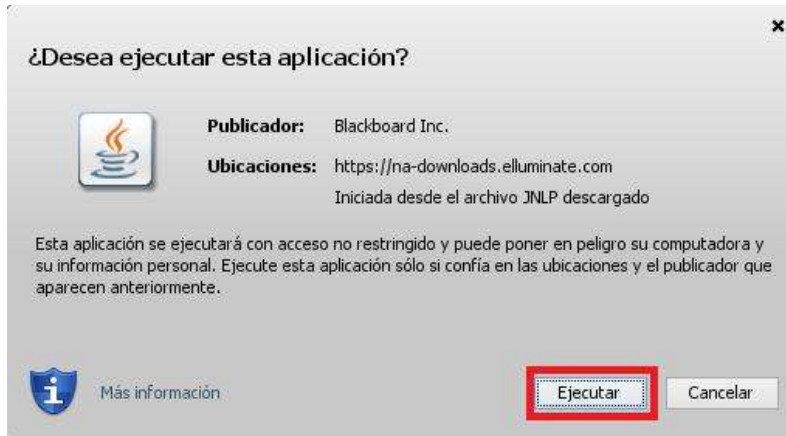 ¿Desea ejecutar esta aplicación?
Publicador: Blackboard Inc.
Ubicaciones: https://na-downloads.elluminate.com
Iniciada desde el archivo JNLP descargado
Esta aplicación se ejecutará con acceso no restringido y puede poner en peligro su computadora y
su información personal. Ejecute esta aplicación sólo si confía en las ubicaciones y el publicador que
aparecen anteriormente.
Más información
Ejecutar
Cancelar